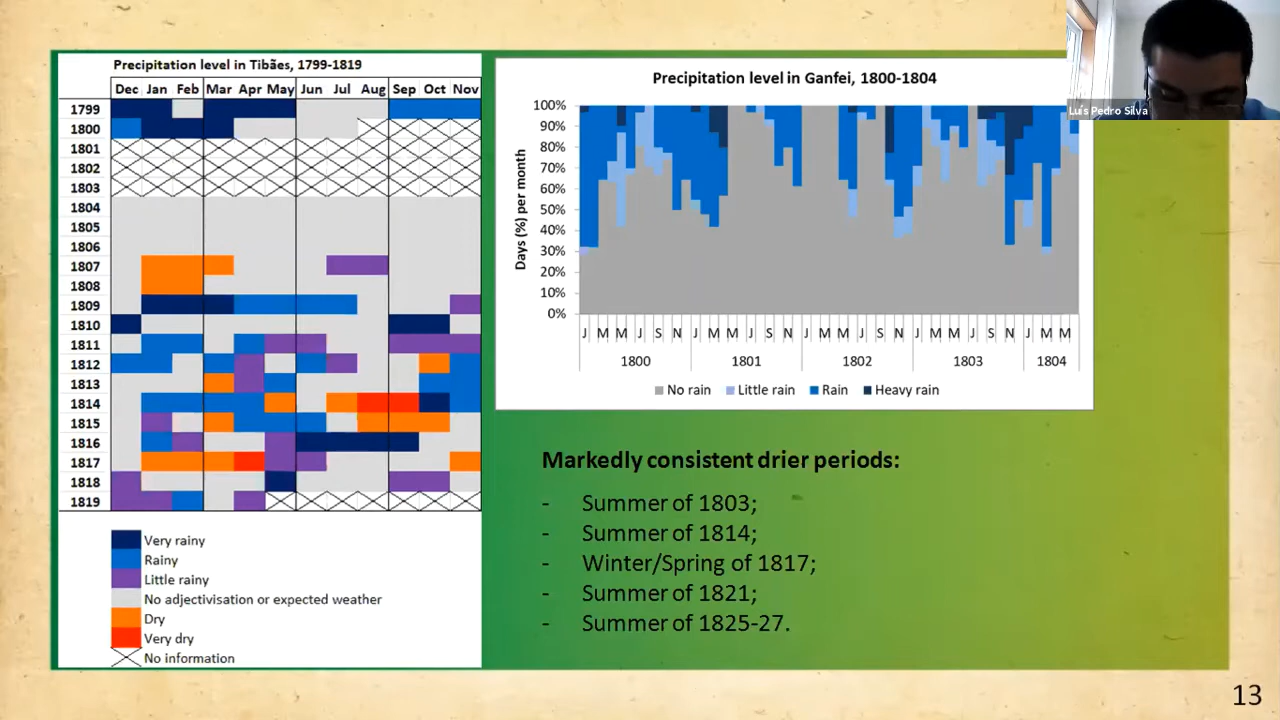 Precipitation level in Tibães, 1799-1819
Dec Jan Feb Mar Apr May Jun Jul Aug Sep Oct Nov
1799
1800
1801
1802
1803
1804
1805
1806
1807
1808
1809
1810
1811
1812
1813
1814
1815
1816
1817
1818
1819
Very rainy
Rainy
Little rainy
No adjectivisation or expected weather
Dry
Very dry
No information
Precipitation level in Ganfei, 1800-1804
Days (%) per month
100%
90%
80%
70%
60%
50%
40%
30%
20%
10%
0%
J M M J S N J M M J S N J M M J S N J M M J S N J M M
1800 1801 1802 1803 1804
No rain Little rain Rain Heavy rain
Luís Pedro Silva
Markedly consistent drier periods:
- Summer of 1803;
- Summer of 1814;
- Winter/Spring of 1817;
- Summer of 1821;
- Summer of 1825-27.
13